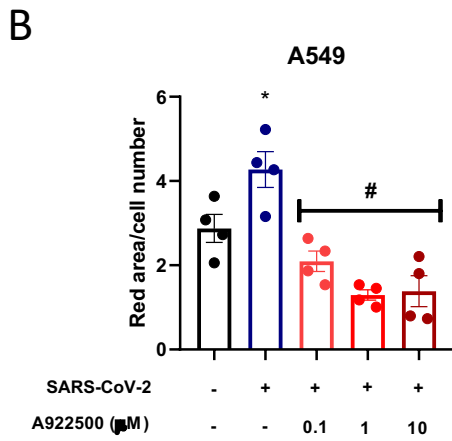 B
A549
*
#
Red area/cell number
6
4
2
0
SARS-CoV-2 - + + + +
A922500 (μM) - - 0.1 1 10